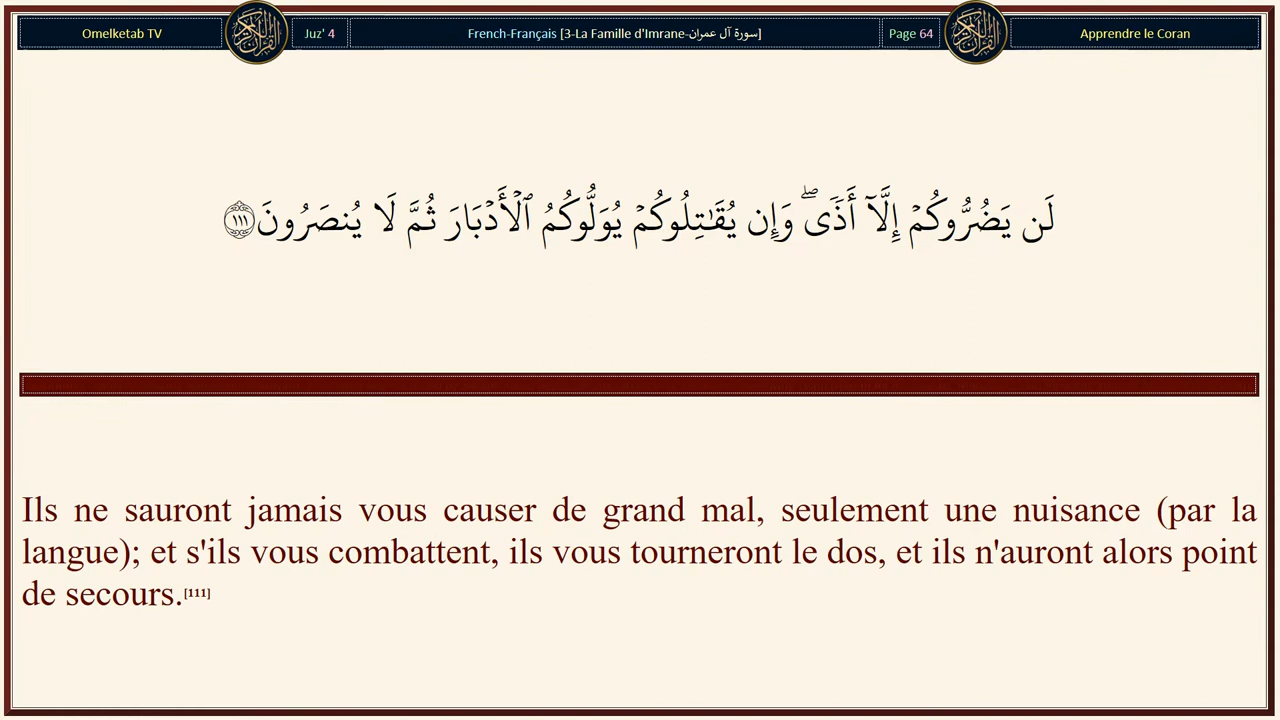 Omelketab TV
Juz' 4
French-Français [3-La Famille d'Imrane-سورة آل عمران]
Page 64
Apprendre le Coran
لَن يَضُرُّوكُمۡ إِلَّآ أَذٗىۖ وَإِن يُقَٰتِلُوكُمۡ يُوَلُّوكُمُ ٱلۡأَدۡبَارَ ثُمَّ لَا يُنصَرُونَ ١١١
Ils ne sauront jamais vous causer de grand mal, seulement une nuisance (par la
langue); et s'ils vous combattent, ils vous tourneront le dos, et ils n'auront alors point
de secours.[111]